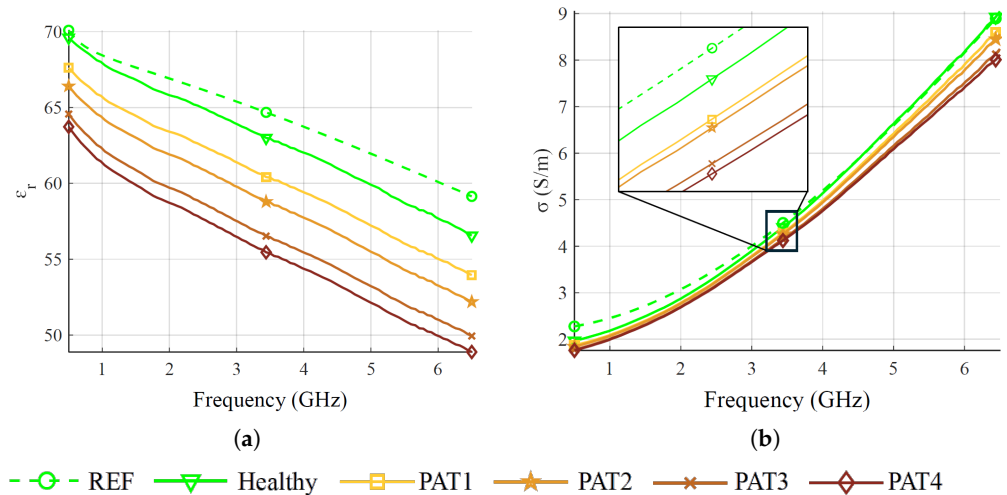 70
65
60
55
50
ε_r
1 2 3 4 5 6
Frequency (GHz)
(a)
9
8
7
6
5
4
3
2
σ (S/m)
1 2 3 4 5 6
Frequency (GHz)
(b)
REF Healthy PAT1 PAT2 PAT3 PAT4